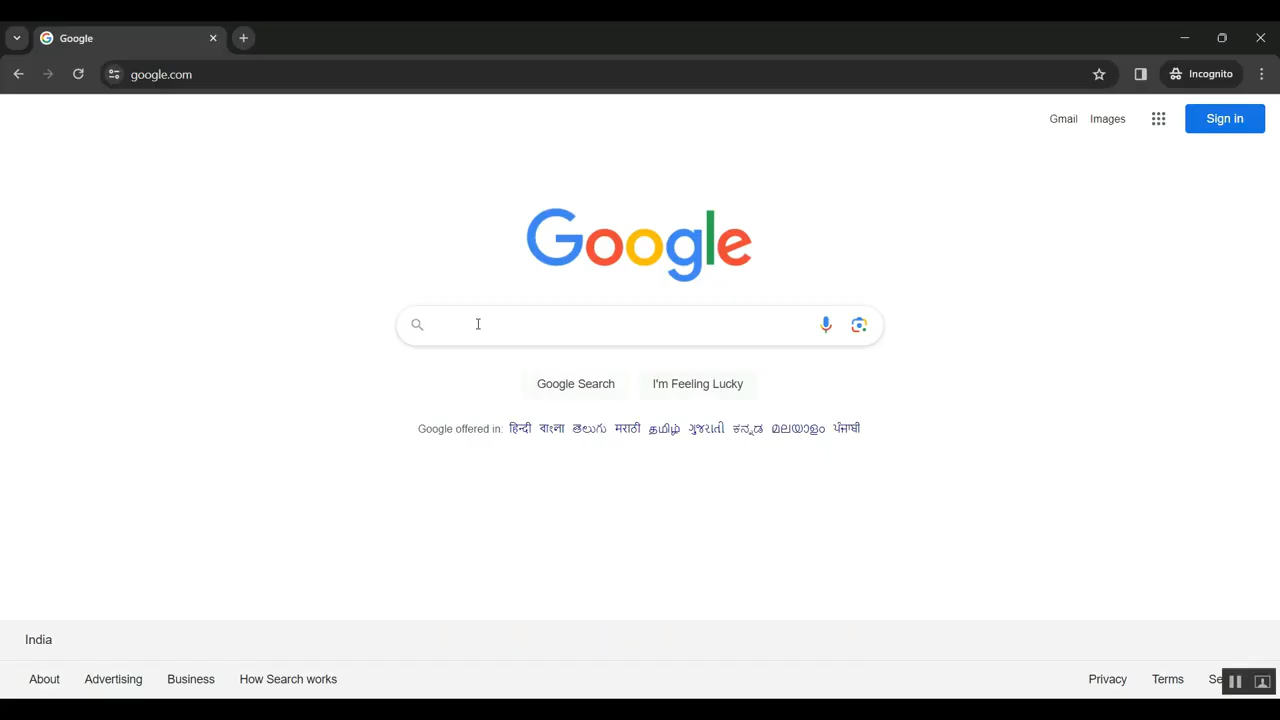 Google
google.com
Incognito
Gmail Images Sign in
Google
Google Search I'm Feeling Lucky
Google offered in: हिन्दी বাংলা తెలుగు मराठी தமிழ் ગુજરાતી ಕನ್ನಡ മലയാളം ਪੰਜਾਬੀ
India
About Advertising Business How Search works Privacy Terms Se